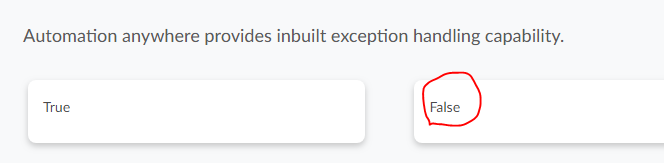 Automation anywhere provides inbuilt exception handling capability.
True
False